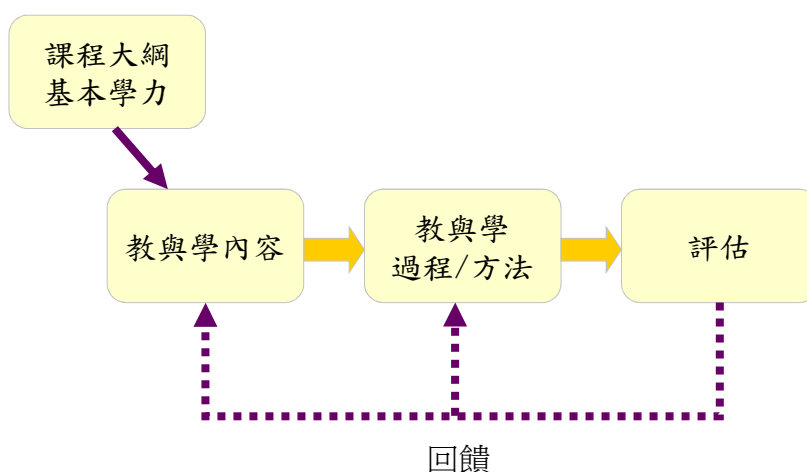 課程大綱
基本學力
教與學內容
教與學
過程/方法
評估
回饋